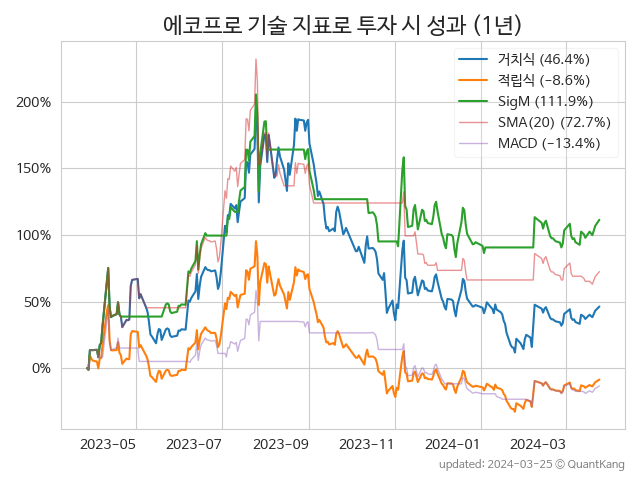 에코프로 기술 지표로 투자 시 성과 (1년)
거치식 (46.4%)
적립식 (−8.6%)
SigM (111.9%)
SMA(20) (72.7%)
MACD (−13.4%)
200%
150%
100%
50%
0%
2023-05 2023-07 2023-09 2023-11 2024-01 2024-03
updated: 2024-03-25 © QuantKang